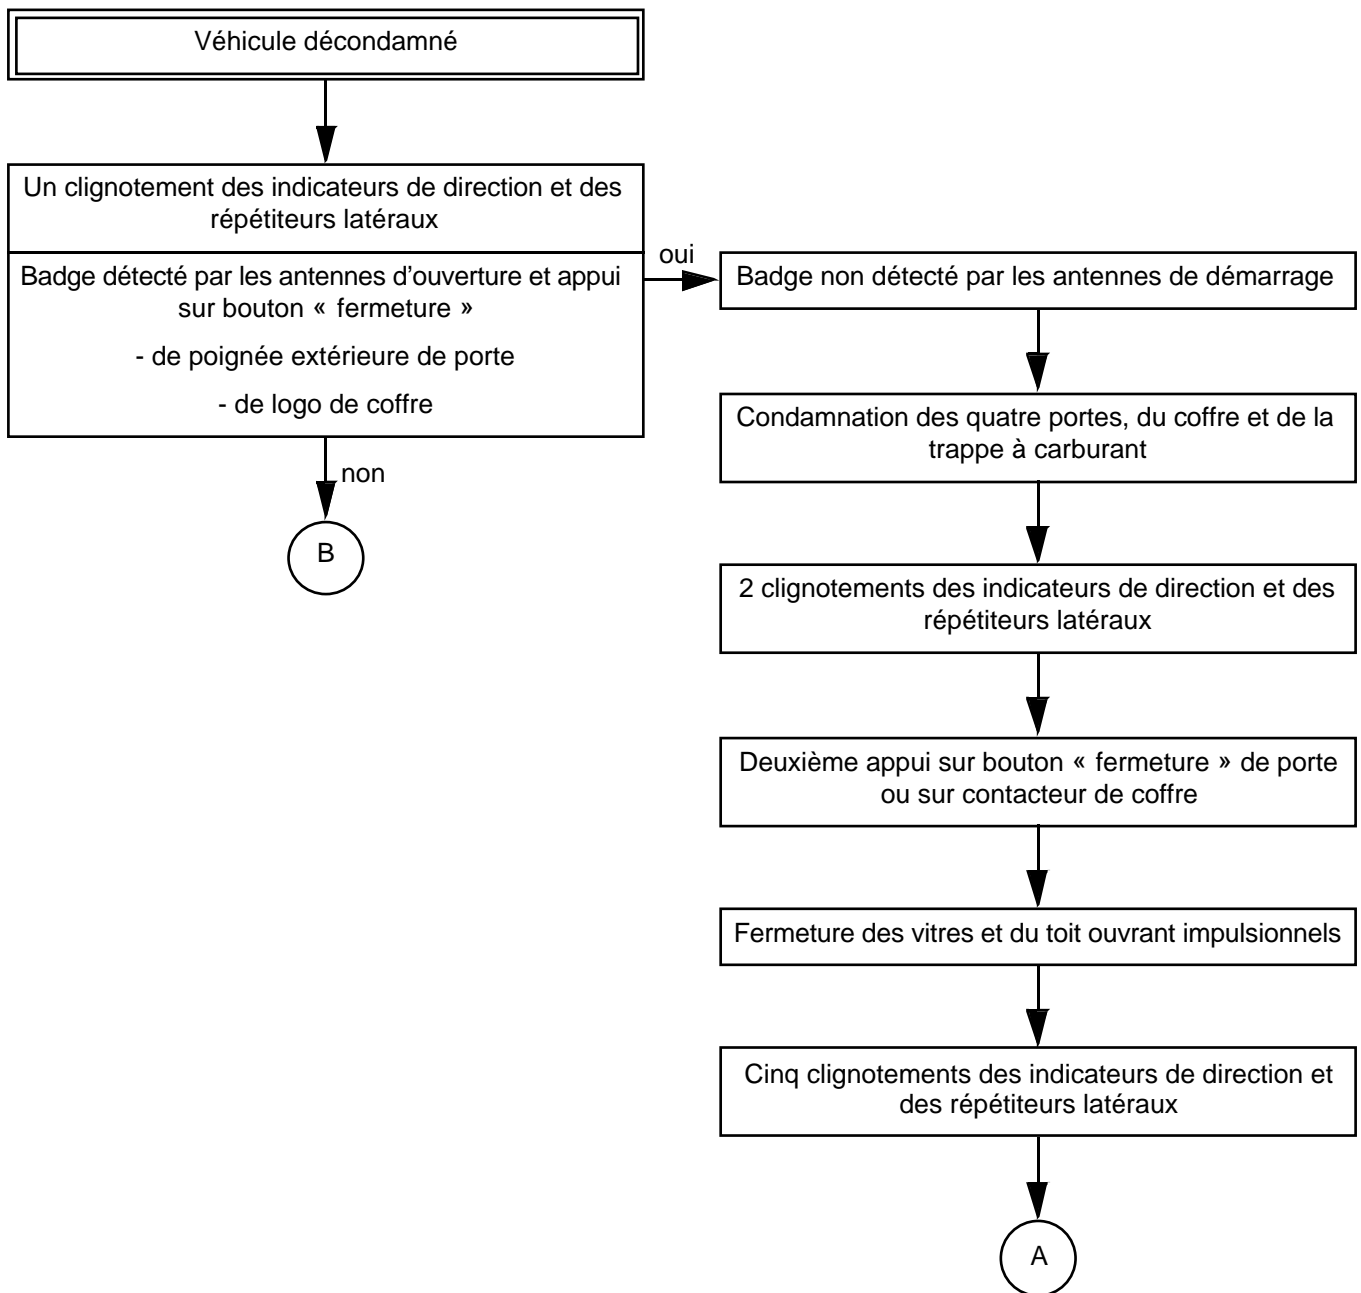 Véhicule décondamné
Un clignotement des indicateurs de direction et des
répétiteurs latéraux
Badge détecté par les antennes d'ouverture et appui
sur bouton « fermeture »
- de poignée extérieure de porte
- de logo de coffre
non
B
oui
Badge non détecté par les antennes de démarrage
Condamnation des quatre portes, du coffre et de la
trappe à carburant
2 clignotements des indicateurs de direction et des
répétiteurs latéraux
Deuxième appui sur bouton « fermeture » de porte
ou sur contacteur de coffre
Fermeture des vitres et du toit ouvrant impulsionnels
Cinq clignotements des indicateurs de direction et
des répétiteurs latéraux
A